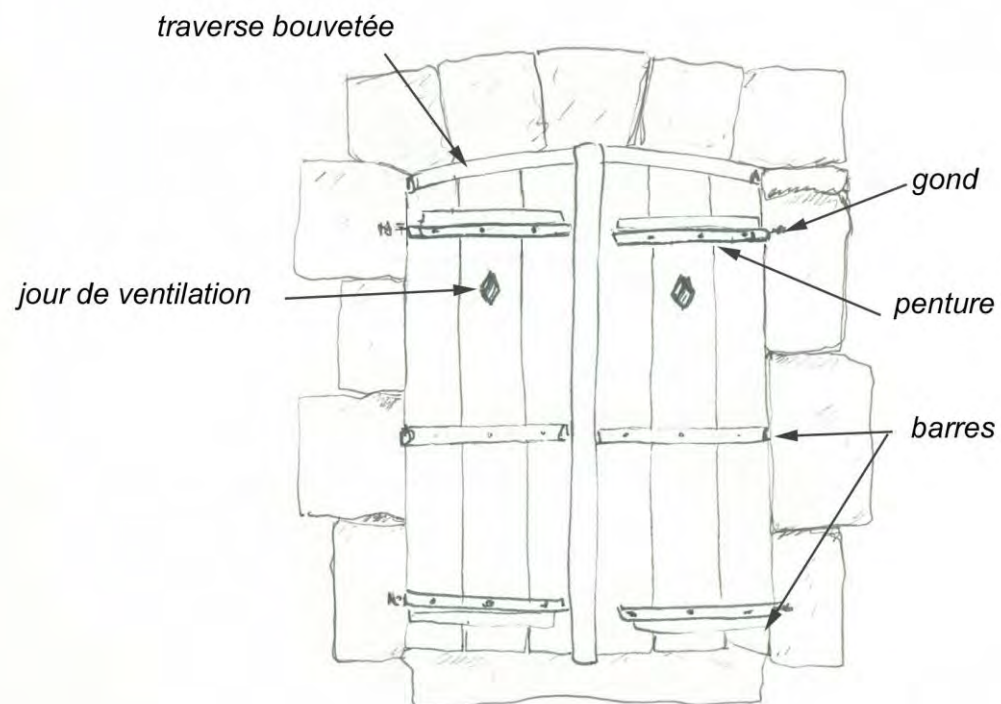 traverse bouvetée
gond
jour de ventilation
penture
barres